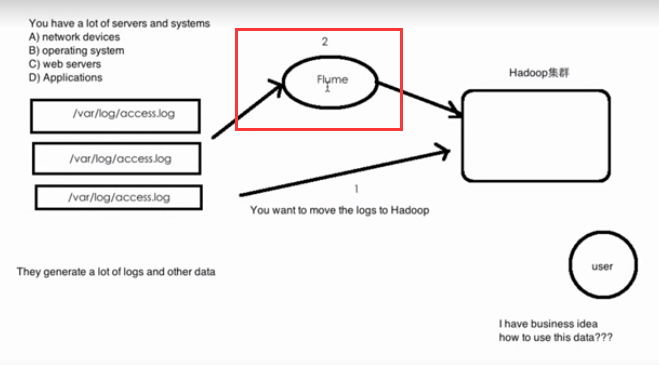 You have a lot of servers and systems
A) network devices
B) operating system
C) web servers
D) Applications
/var/log/access.log
/var/log/access.log
/var/log/access.log
They generate a lot of logs and other data
2
Flume
1
You want to move the logs to Hadoop
Hadoop集群
user
I have business idea
how to use this data???